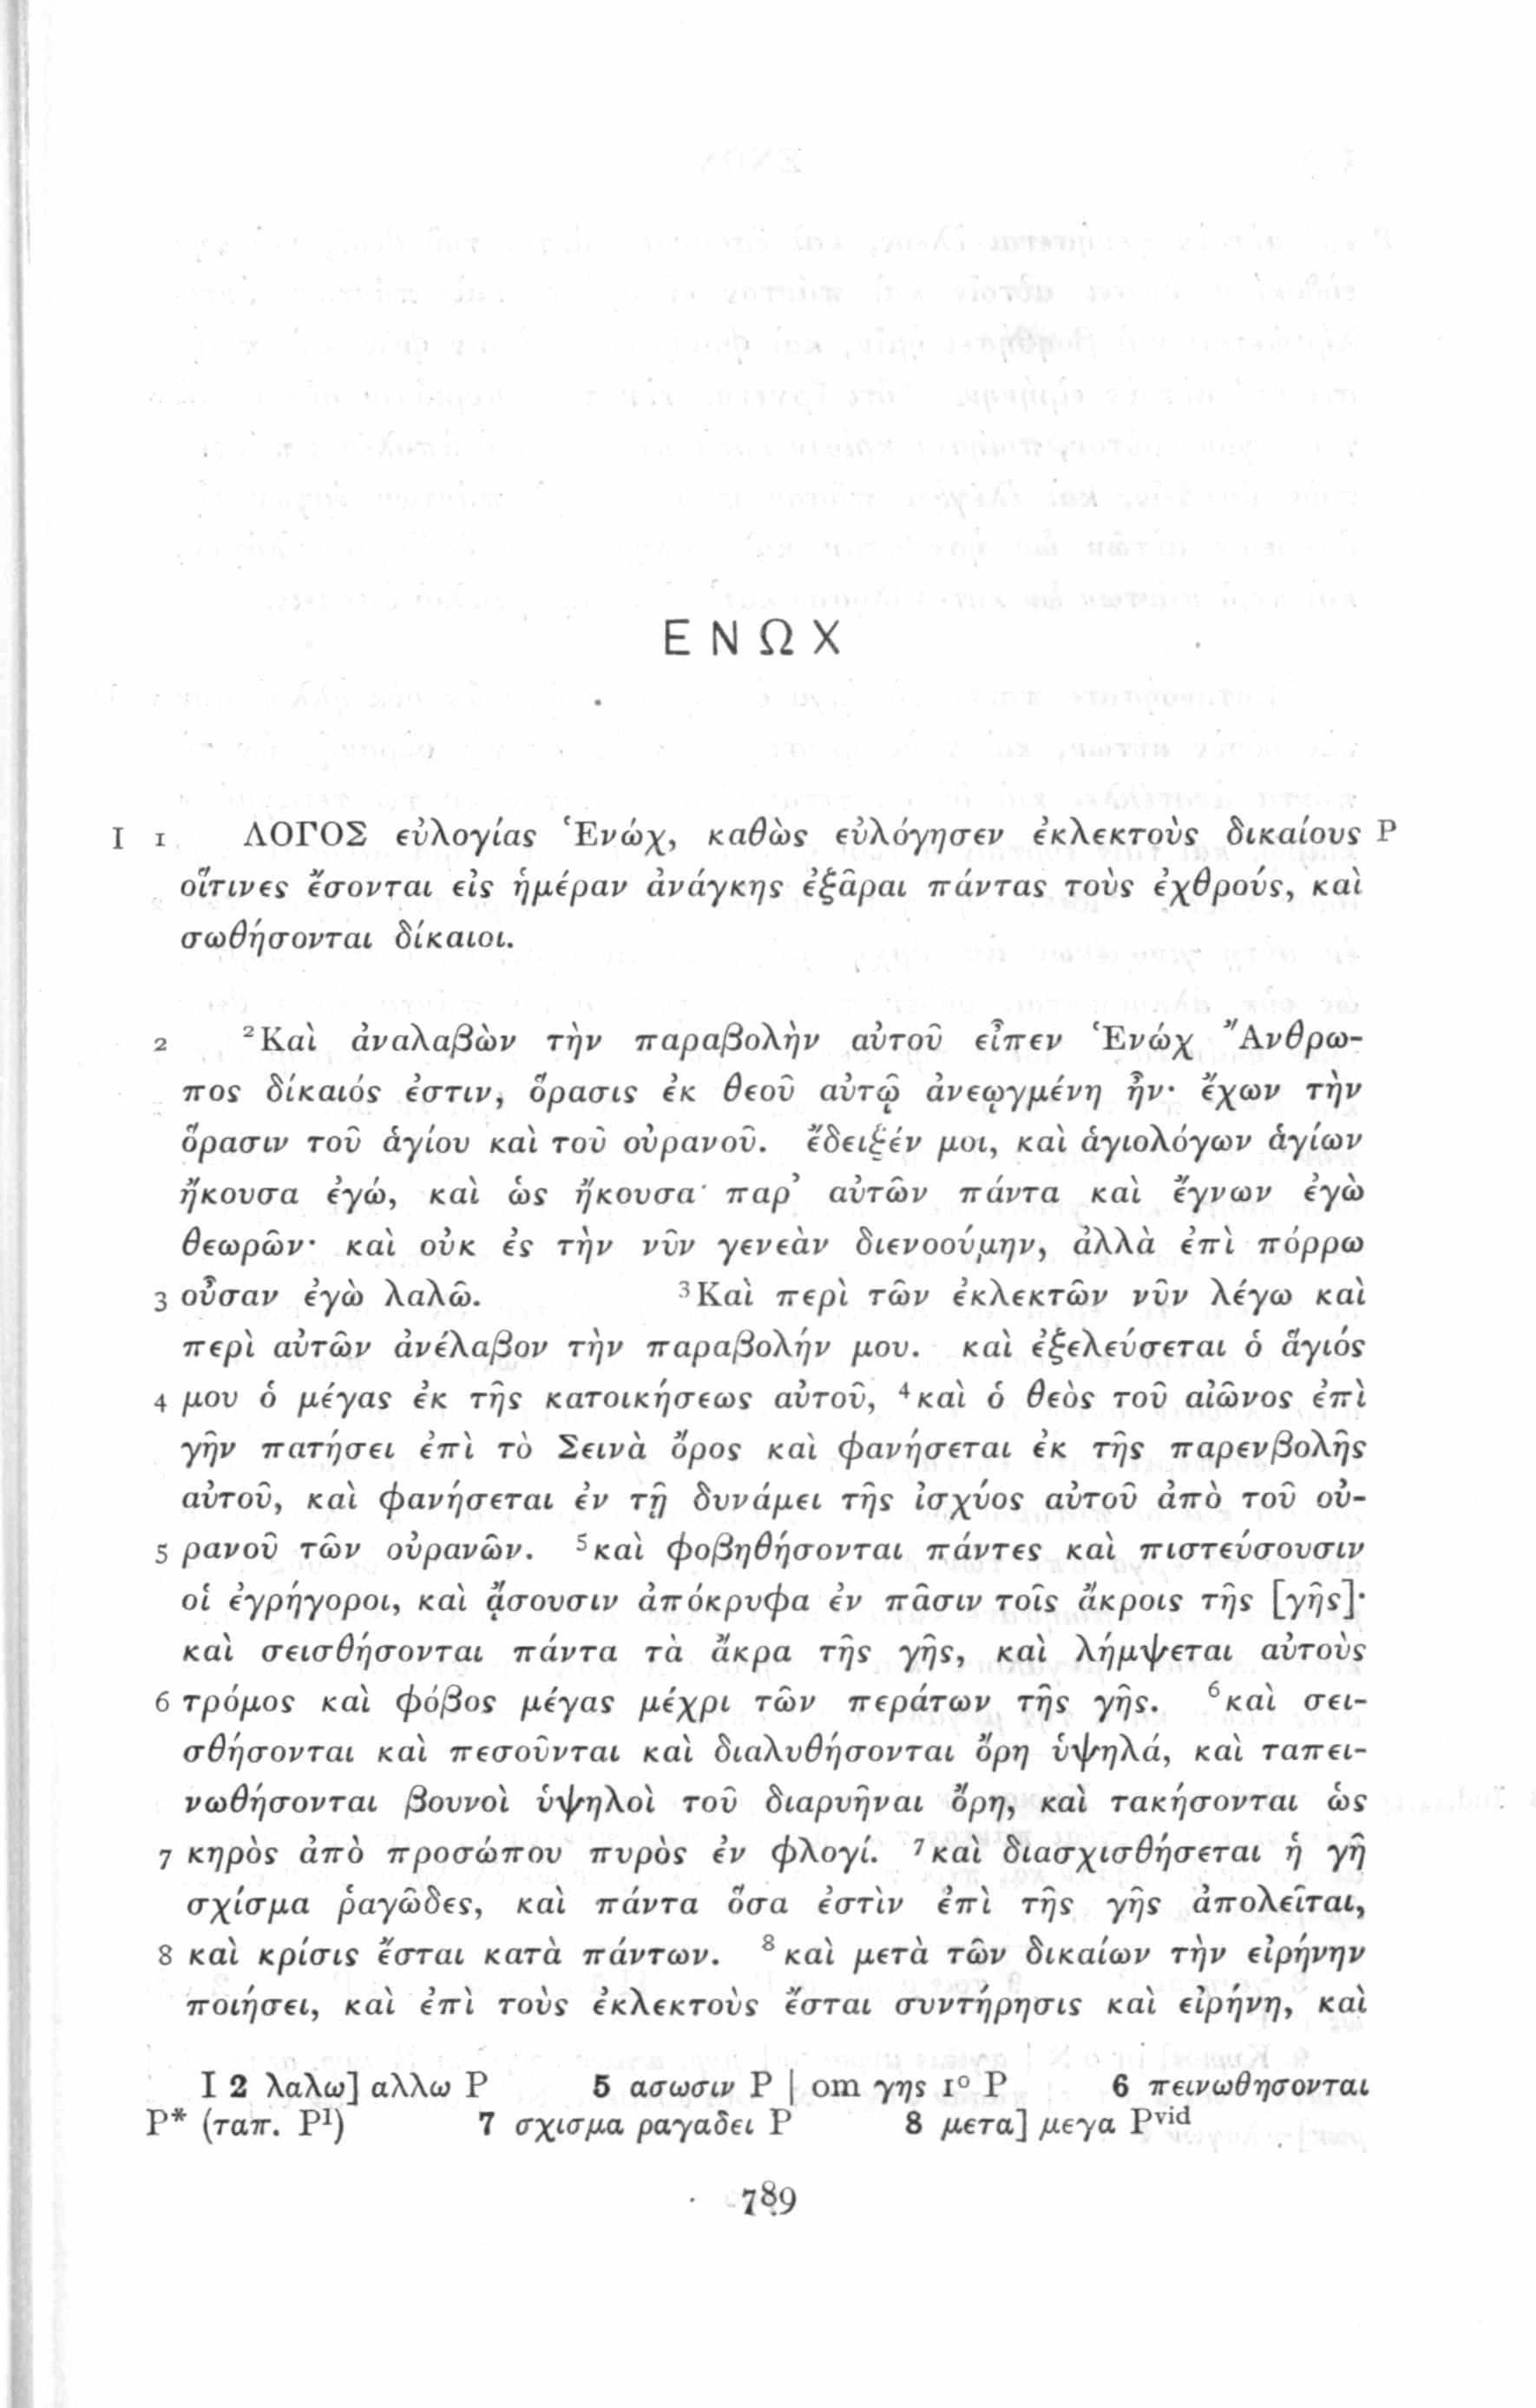 ΕΝΩΧ
I 1 ΛΟΓΟΣ εὐλογίας Ἑνώχ, καθὼς εὐλόγησεν ἐκλεκτοὺς δικαίους P
οἵτινες ἔσονται εἰς ἡμέραν ἀνάγκης ἐξᾶραι πάντας τοὺς ἐχθρούς, καὶ
σωθήσονται δίκαιοι.
2 ²Καὶ ἀναλαβὼν τὴν παραβολὴν αὐτοῦ εἶπεν Ἑνώχ Ἄνθρω-
πος δίκαιός ἐστιν, ὅρασις ἐκ θεοῦ αὐτῷ ἀνεῳγμένη ἦν· ἔχων τὴν
ὅρασιν τοῦ ἁγίου καὶ τοῦ οὐρανοῦ. ἔδειξέν μοι, καὶ ἁγιολόγων ἁγίων
ἤκουσα ἐγώ, καὶ ὡς ἤκουσα παρ’ αὐτῶν πάντα καὶ ἔγνων ἐγὼ
θεωρῶν· καὶ οὐκ ἐς τὴν νῦν γενεὰν διενοούμην, ἀλλὰ ἐπὶ πόρρω
3 οὖσαν ἐγὼ λαλῶ. ³Καὶ περὶ τῶν ἐκλεκτῶν νῦν λέγω καὶ
περὶ αὐτῶν ἀνέλαβον τὴν παραβολήν μου. καὶ ἐξελεύσεται ὁ ἅγιός
4 μου ὁ μέγας ἐκ τῆς κατοικήσεως αὐτοῦ, ⁴καὶ ὁ θεὸς τοῦ αἰῶνος ἐπὶ
γῆν πατήσει ἐπὶ τὸ Σεινὰ ὄρος καὶ φανήσεται ἐκ τῆς παρενβολῆς
αὐτοῦ, καὶ φανήσεται ἐν τῇ δυνάμει τῆς ἰσχύος αὐτοῦ ἀπὸ τοῦ οὐ-
5 ρανοῦ τῶν οὐρανῶν. ⁵καὶ φοβηθήσονται πάντες καὶ πιστεύσουσιν
οἱ ἐγρήγοροι, καὶ ᾄσουσιν ἀπόκρυφα ἐν πᾶσιν τοῖς ἄκροις τῆς [γῆς]·
καὶ σεισθήσονται πάντα τὰ ἄκρα τῆς γῆς, καὶ λήμψεται αὐτοὺς
6 τρόμος καὶ φόβος μέγας μέχρι τῶν περάτων τῆς γῆς. ⁶καὶ σει-
σθήσονται καὶ πεσοῦνται καὶ διαλυθήσονται ὄρη ὑψηλά, καὶ ταπει-
νωθήσονται βουνοὶ ὑψηλοὶ τοῦ διαρυῆναι ὄρη, καὶ τακήσονται ὡς
7 κηρὸς ἀπὸ προσώπου πυρὸς ἐν φλογί. ⁷καὶ διασχισθήσεται ἡ γῆ
σχίσμα ῥαγῶδες, καὶ πάντα ὅσα ἐστὶν ἐπὶ τῆς γῆς ἀπολεῖται,
8 καὶ κρίσις ἔσται κατὰ πάντων. ⁸καὶ μετὰ τῶν δικαίων τὴν εἰρήνην
ποιήσει, καὶ ἐπὶ τοὺς ἐκλεκτοὺς ἔσται συντήρησις καὶ εἰρήνη, καὶ
I 2 λαλω] αλλω P 5 ασωσιν P | om γης 1° P 6 πεινωθησονται
P* (ταπ. P¹) 7 σχισμα ραγαδει P 8 μετα] μεγα Pᵛⁱᵈ
789